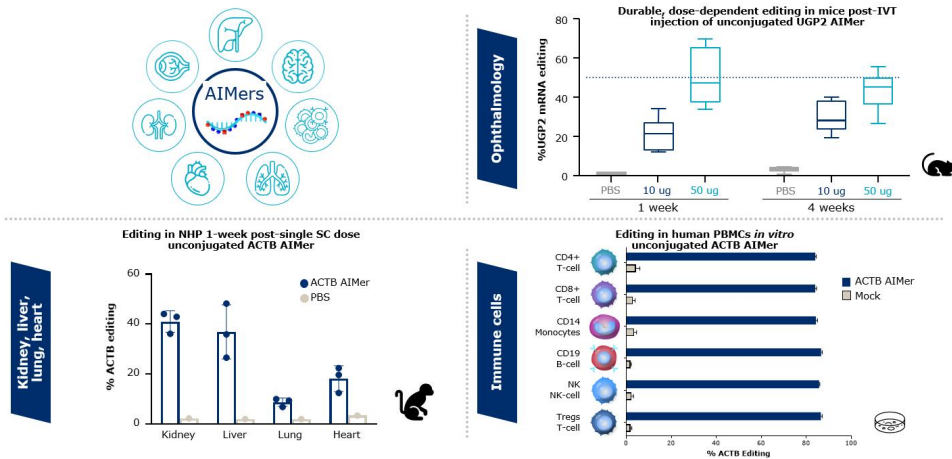 AIMers
Ophthalmology
Durable, dose-dependent editing in mice post-IVT
injection of unconjugated UGP2 AIMer
%UGP2 mRNA editing
80
60
40
20
0
PBS
10 ug
50 ug
PBS
10 ug
50 ug
1 week
4 weeks
Kidney, liver,
lung, heart
Editing in NHP 1-week post-single SC dose
unconjugated ACTB AIMer
% ACTB editing
60
40
20
0
ACTB AIMer
PBS
Kidney
Liver
Lung
Heart
Immune cells
Editing in human PBMCs in vitro
unconjugated ACTB AIMer
CD4+
T-cell
CD8+
T-cell
CD14
Monocytes
CD19
B-cell
NK
NK-cell
Tregs
T-cell
ACTB AIMer
Mock
0
20
40
60
80
100
% ACTB Editing